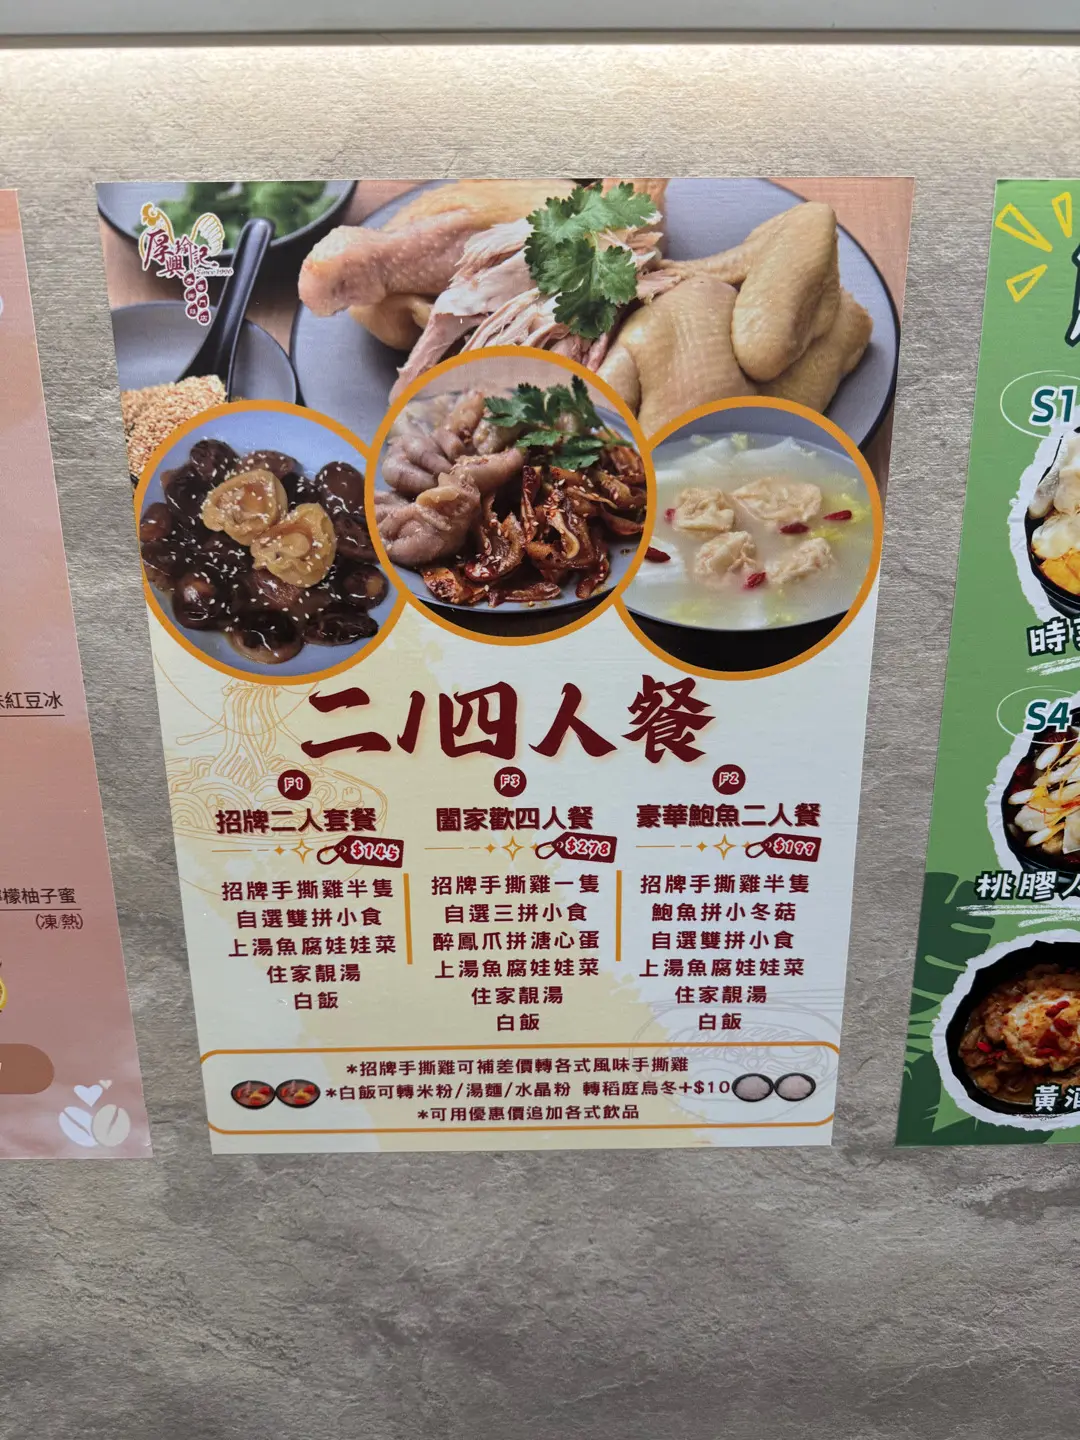 厚瑜興記
Since 1996
二/四人餐
F1
招牌二人套餐
$145
招牌手撕雞半隻
自選雙拼小食
上湯魚腐娃娃菜
住家靚湯
白飯
F3
闔家歡四人餐
$278
招牌手撕雞一隻
自選三拼小食
醉鳳爪拼溏心蛋
上湯魚腐娃娃菜
住家靚湯
白飯
F2
豪華鮑魚二人餐
$199
招牌手撕雞半隻
鮑魚拼小冬菇
自選雙拼小食
上湯魚腐娃娃菜
住家靚湯
白飯
*招牌手撕雞可補差價轉各式風味手撕雞
*白飯可轉米粉/湯麵/水晶粉 轉稻庭烏冬+$10
*可用優惠價追加各式飲品
紅豆冰
檬柚子蜜
(凍/熱)
S1
時
S4
桃膠
黃酒